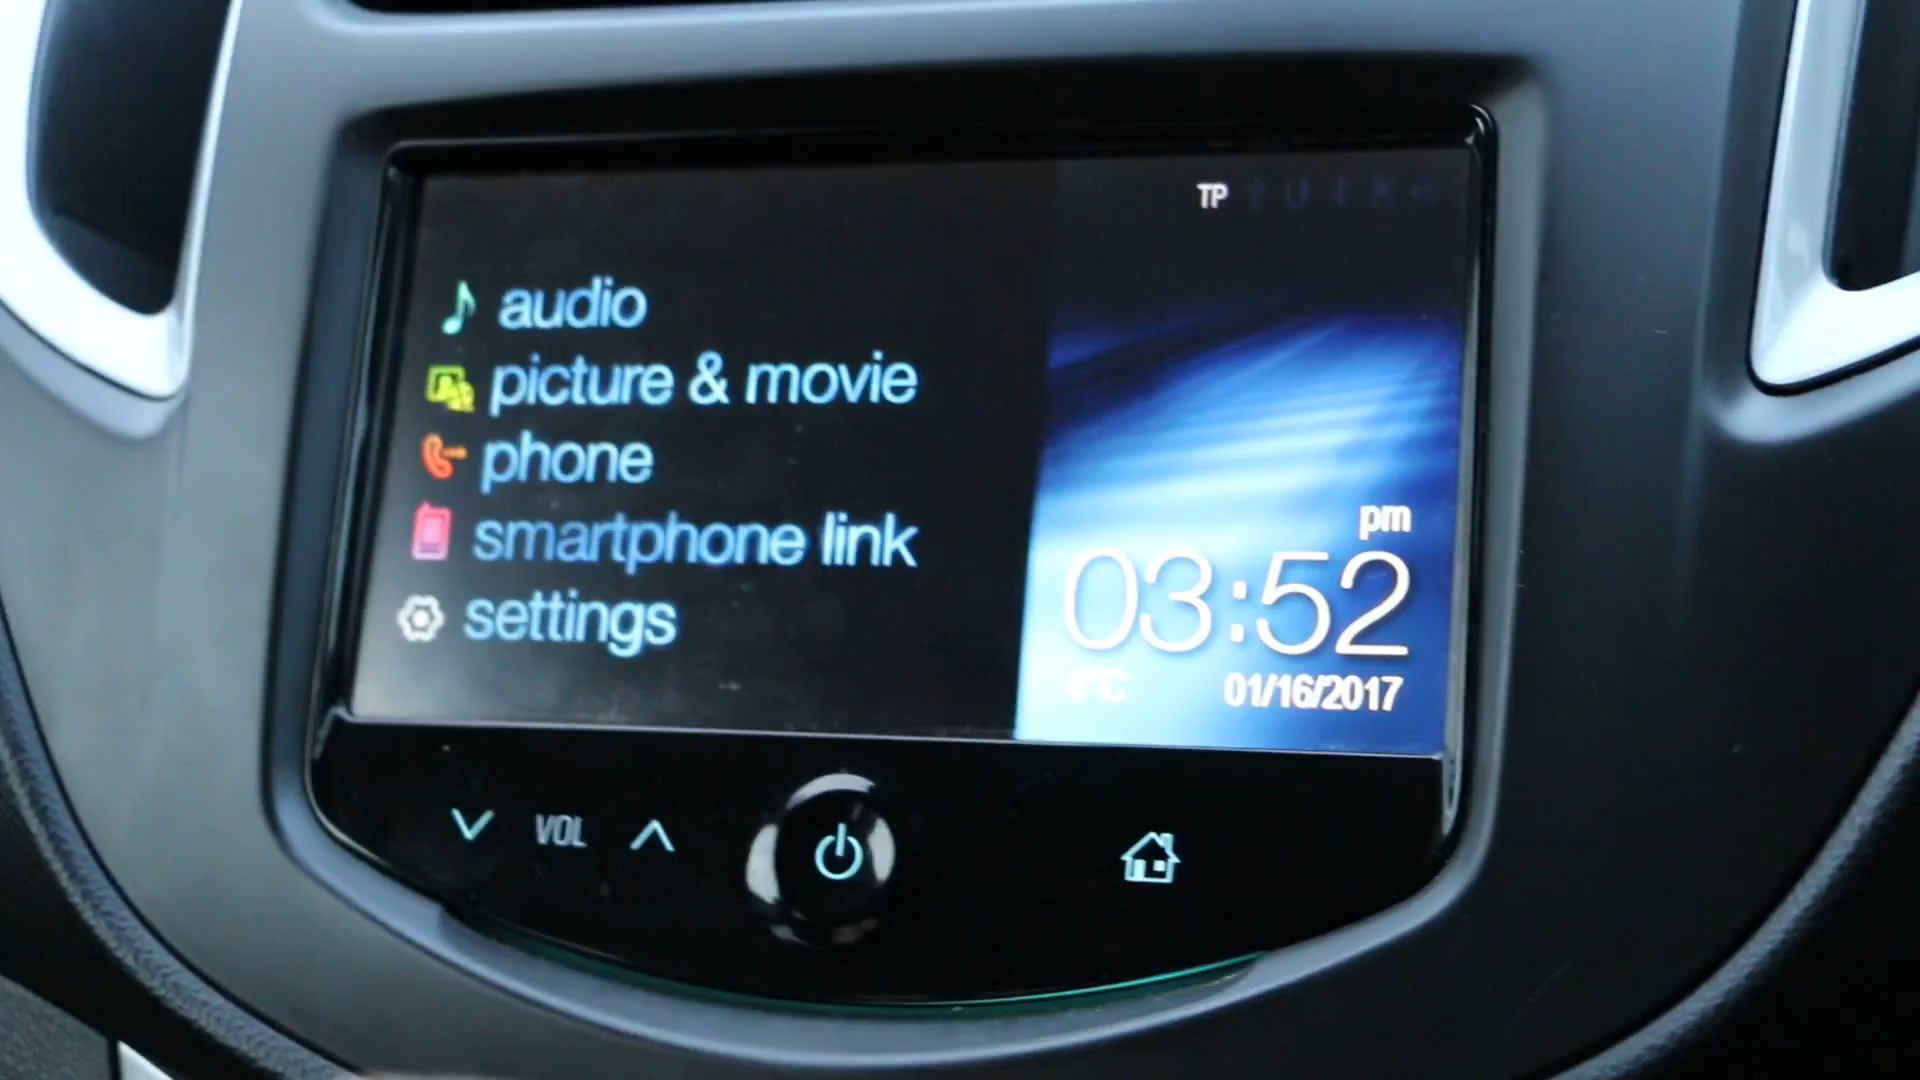 TP
audio
picture & movie
phone
smartphone link
settings
pm
03:52
01/16/2017
VOL